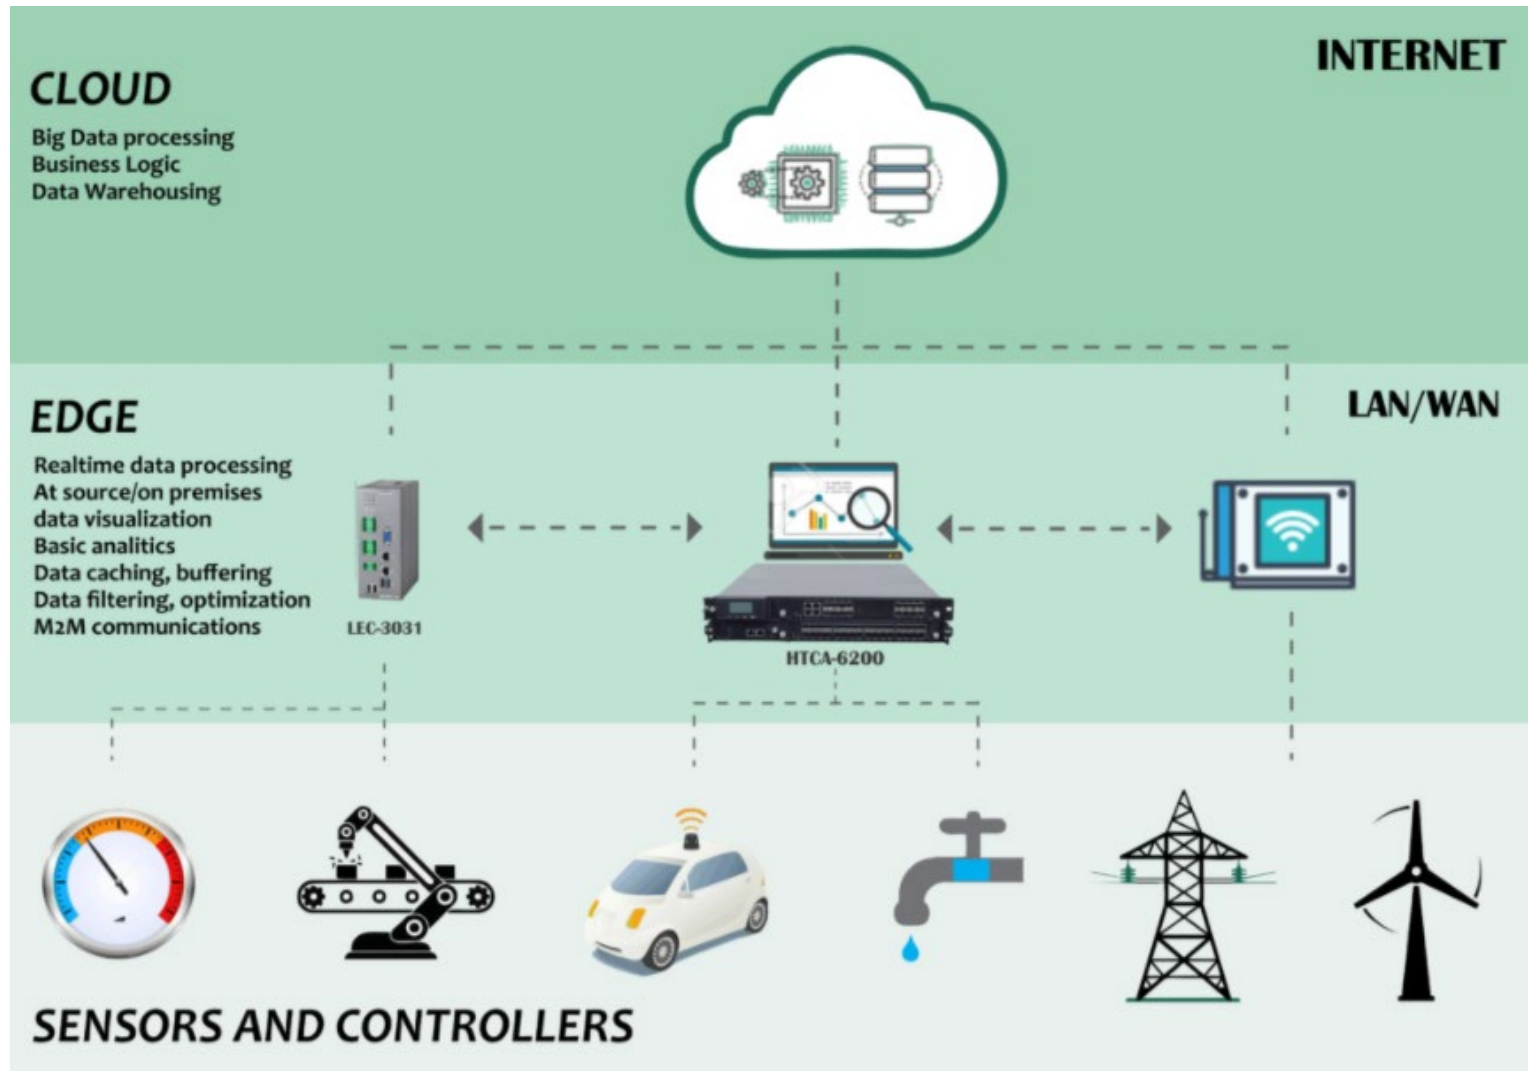 INTERNET
CLOUD
Big Data processing
Business Logic
Data Warehousing
LAN/WAN
EDGE
Realtime data processing
At source/on premises
data visualization
Basic analitics
Data caching, buffering
Data filtering, optimization
M2M communications
LEC-3031
HTCA-6200
SENSORS AND CONTROLLERS